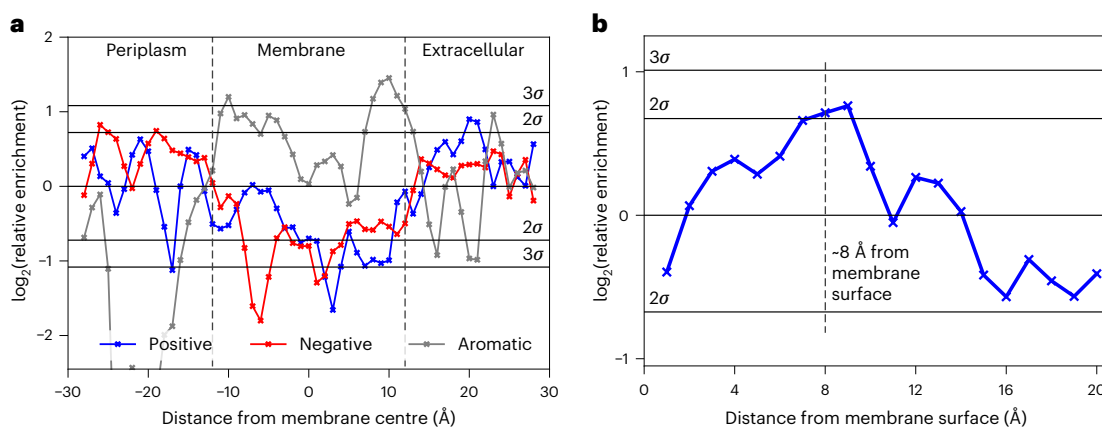 a
2
1
0
−1
−2
log2(relative enrichment)
Periplasm
Membrane
Extracellular
3σ
2σ
2σ
3σ
Positive
Negative
Aromatic
−30
−20
−10
0
10
20
30
Distance from membrane centre (Å)
b
1
0
−1
log2(relative enrichment)
3σ
2σ
~8 Å from
membrane
surface
2σ
0
4
8
12
16
20
Distance from membrane surface (Å)